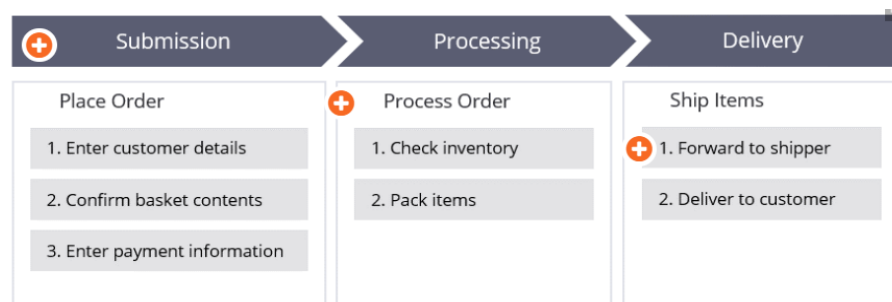 Submission
Processing
Delivery
Place Order
1. Enter customer details
2. Confirm basket contents
3. Enter payment information
Process Order
1. Check inventory
2. Pack items
Ship Items
1. Forward to shipper
2. Deliver to customer